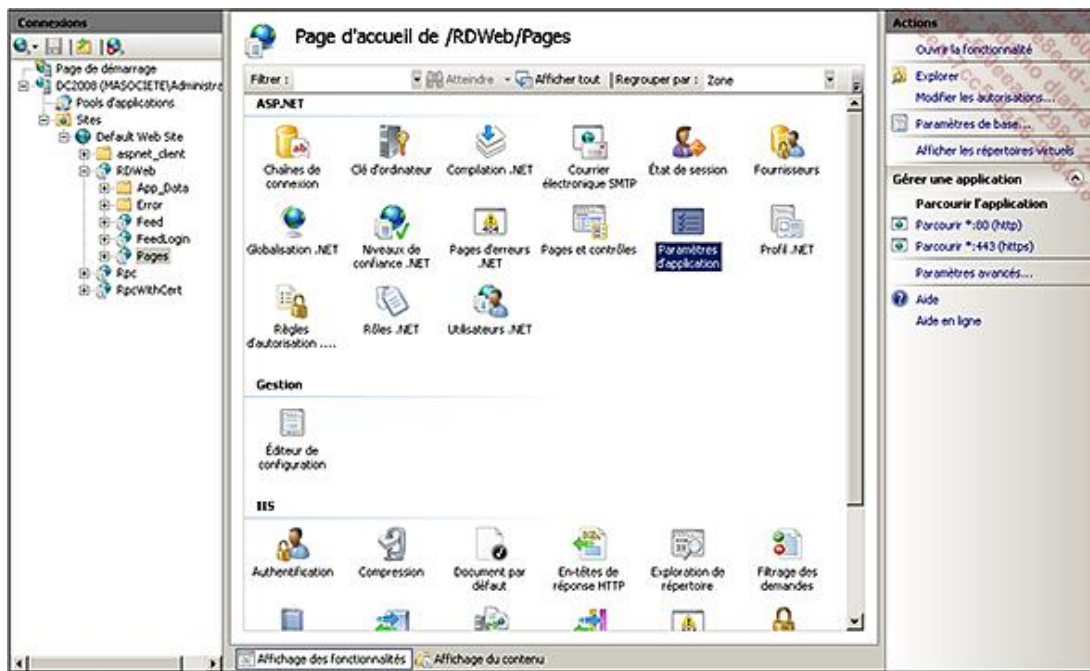 Connexions
Page de démarrage
DC2008 (MASOCIETE\Administra
Pools d'applications
Sites
Default Web Site
aspnet_client
RDWeb
App_Data
Error
Feed
FeedLogin
Pages
Rpc
RpcWithCert
Page d'accueil de /RDWeb/Pages
Filtrer : Atteindre Afficher tout Regrouper par : Zone
ASP.NET
Chaînes de connexion
Clé d'ordinateur
Compilation .NET
Courrier électronique SMTP
État de session
Fournisseurs
Globalisation .NET
Niveaux de confiance .NET
Pages d'erreurs .NET
Pages et contrôles
Paramètres d'application
Profil .NET
Règles d'autorisation ....
Rôles .NET
Utilisateurs .NET
Gestion
Éditeur de configuration
IIS
Authentification
Compression
Document par défaut
En-têtes de réponse HTTP
Exploration de répertoire
Filtrage des demandes
Affichage des fonctionnalités
Affichage du contenu
Actions
Ouvrir la fonctionnalité
Explorer
Modifier les autorisations...
Paramètres de base...
Afficher les répertoires virtuels
Gérer une application
Parcourir l'application
Parcourir *:80 (http)
Parcourir *:443 (https)
Paramètres avancés...
Aide
Aide en ligne